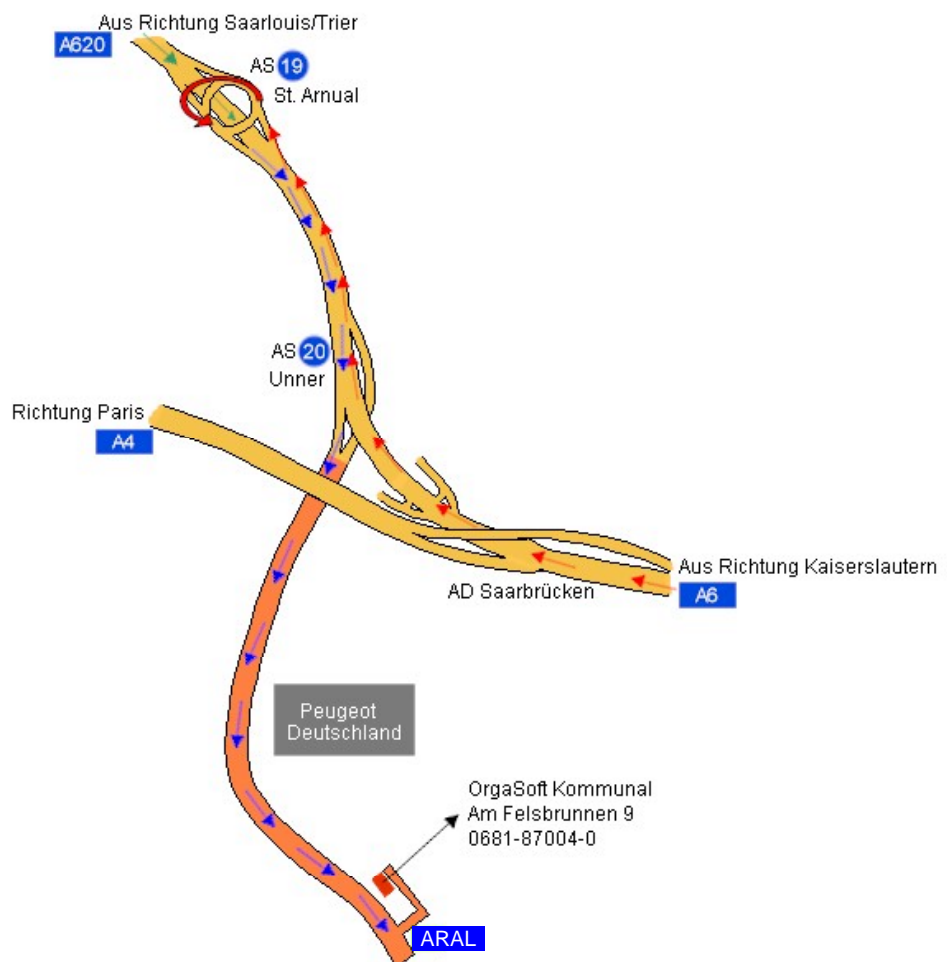 Aus Richtung Saarlouis/Trier
A620
AS 19
St. Arnual
AS 20
Unner
Richtung Paris
A4
Aus Richtung Kaiserslautern
A6
AD Saarbrücken
Peugeot
Deutschland
OrgaSoft Kommunal
Am Felsbrunnen 9
0681-87004-0
ARAL